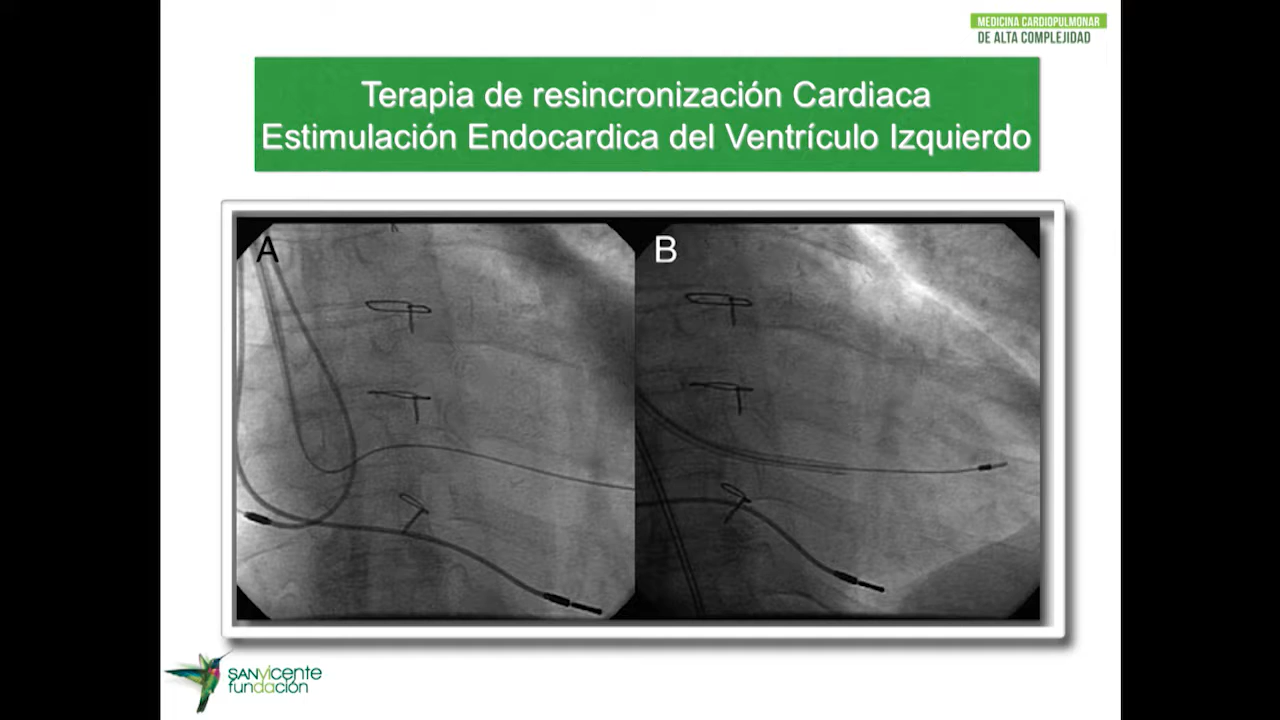 MEDICINA CARDIOPULMONAR
DE ALTA COMPLEJIDAD
Terapia de resincronización Cardiaca
Estimulación Endocardica del Ventrículo Izquierdo
A
B
SANVICENTE
fundación